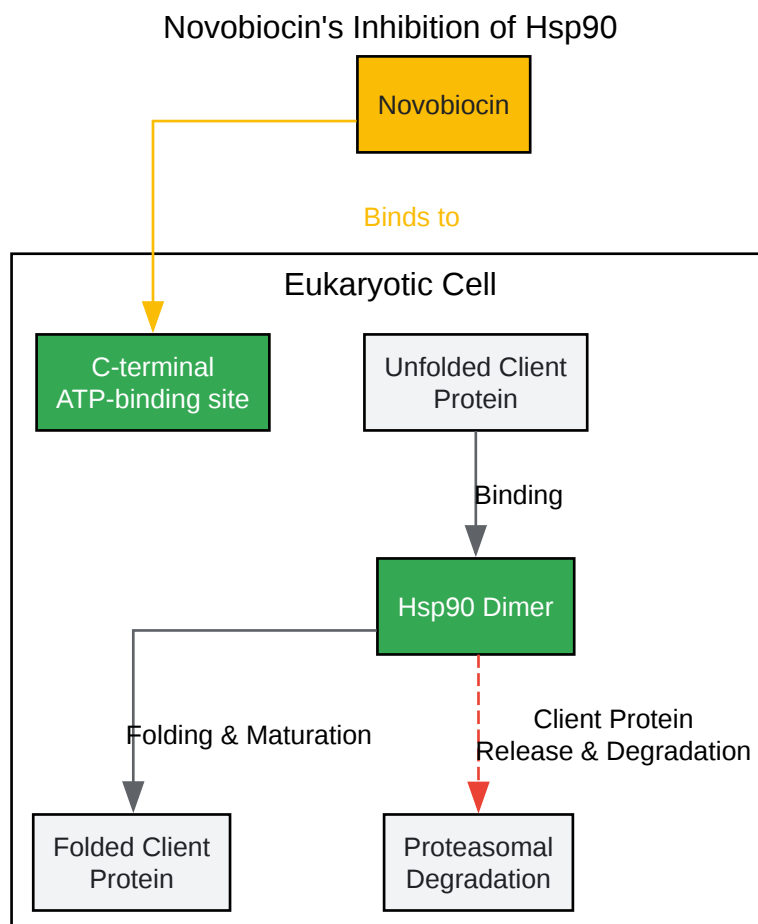 Novobiocin's Inhibition of Hsp90
Novobiocin
Binds to
Eukaryotic Cell
C-terminal
ATP-binding site
Unfolded Client
Protein
Binding
Hsp90 Dimer
Folding & Maturation
Client Protein
Release & Degradation
Folded Client
Protein
Proteasomal
Degradation